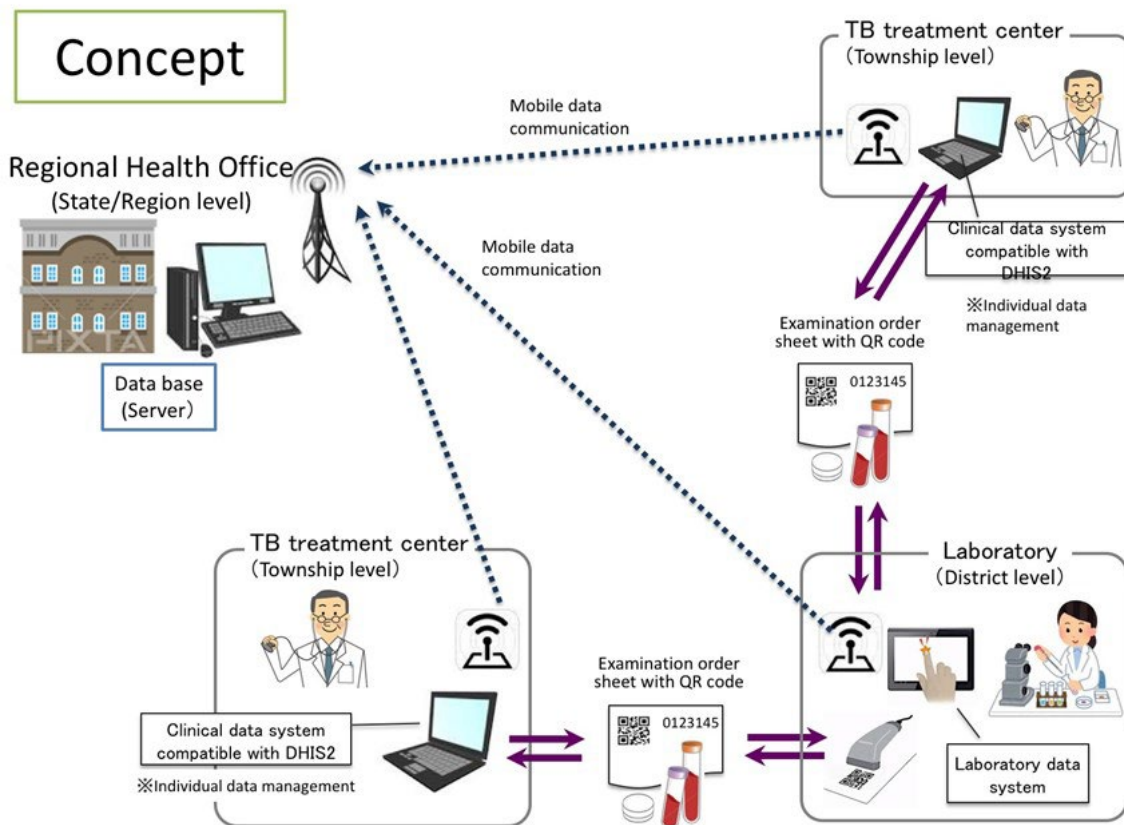 Concept
TB treatment center
(Township level)
Mobile data
communication
Regional Health Office
(State/Region level)
Mobile data
communication
Clinical data system
compatible with
DHIS2
※Individual data
management
PIXTA
Data base
(Server)
Examination order
sheet with QR code
0123145
TB treatment center
(Township level)
Laboratory
(District level)
Examination order
sheet with QR code
0123145
Clinical data system
compatible with DHIS2
※Individual data management
Laboratory data
system